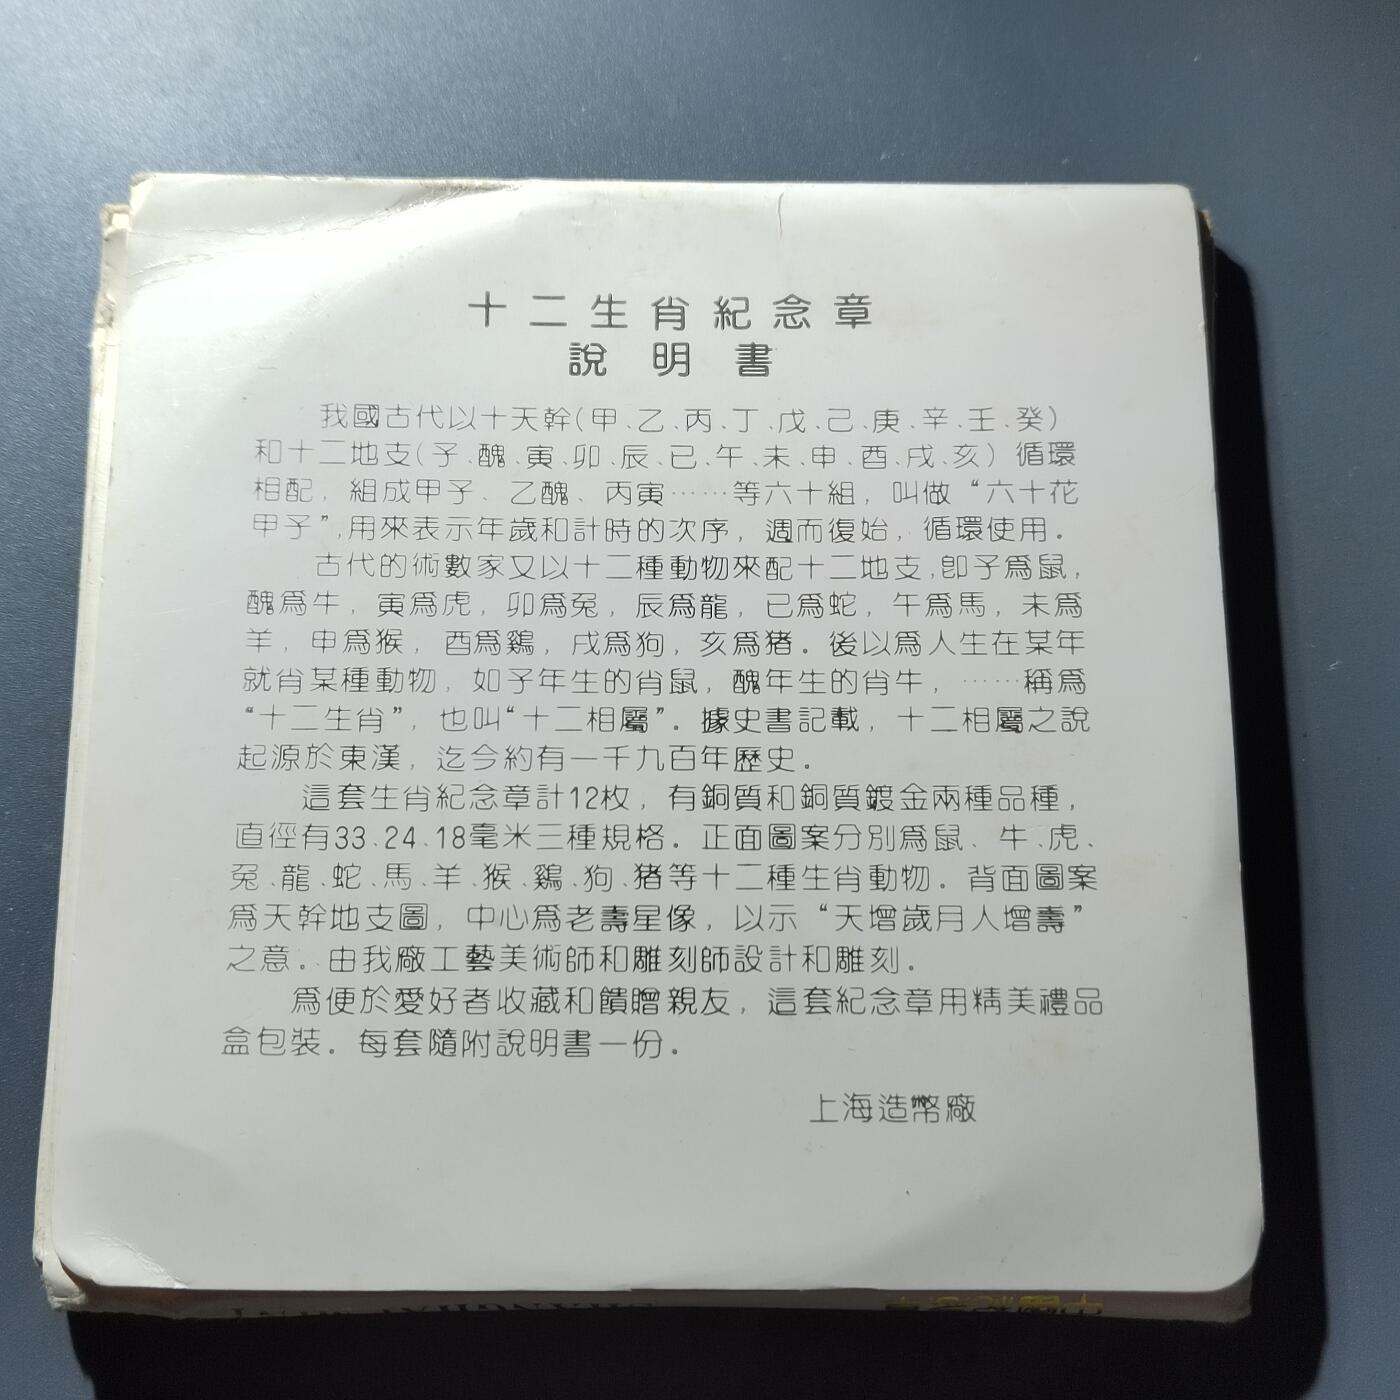 十二生肖紀念章
說明書
我國古代以十天幹(甲、乙、丙、丁、戊、己、庚、辛、壬、癸)
和十二地支(子、醜、寅、卯、辰、已、午、未、申、酉、戌、亥)循環
相配，組成甲子、乙醜、丙寅……等六十組，叫做“六十花
甲子”,用來表示年歲和計時的次序，週而復始，循環使用。
古代的術數家又以十二種動物來配十二地支,卽子爲鼠，
醜爲牛，寅爲虎，卯爲兔，辰爲龍，已爲蛇，午爲馬，未爲
羊，申爲猴，酉爲鷄，戌爲狗，亥爲猪。後以爲人生在某年
就肖某種動物，如子年生的肖鼠，醜年生的肖牛，……稱爲
“十二生肖”，也叫“十二相屬”。據史書記載，十二相屬之說
起源於東漢，迄今約有一千九百年歷史。
這套生肖紀念章計12枚，有銅質和銅質鍍金兩種品種，
直徑有33、24、18毫米三種規格。正面圖案分別爲鼠、牛、虎、
兔、龍、蛇、馬、羊、猴、鷄、狗、猪等十二種生肖動物。背面圖案
爲天幹地支圖，中心爲老壽星像，以示“天增歲月人增壽”
之意。由我廠工藝美術師和雕刻師設計和雕刻。
爲便於愛好者收藏和饋贈親友，這套紀念章用精美禮品
盒包裝。每套隨附說明書一份。
上海造幣廠